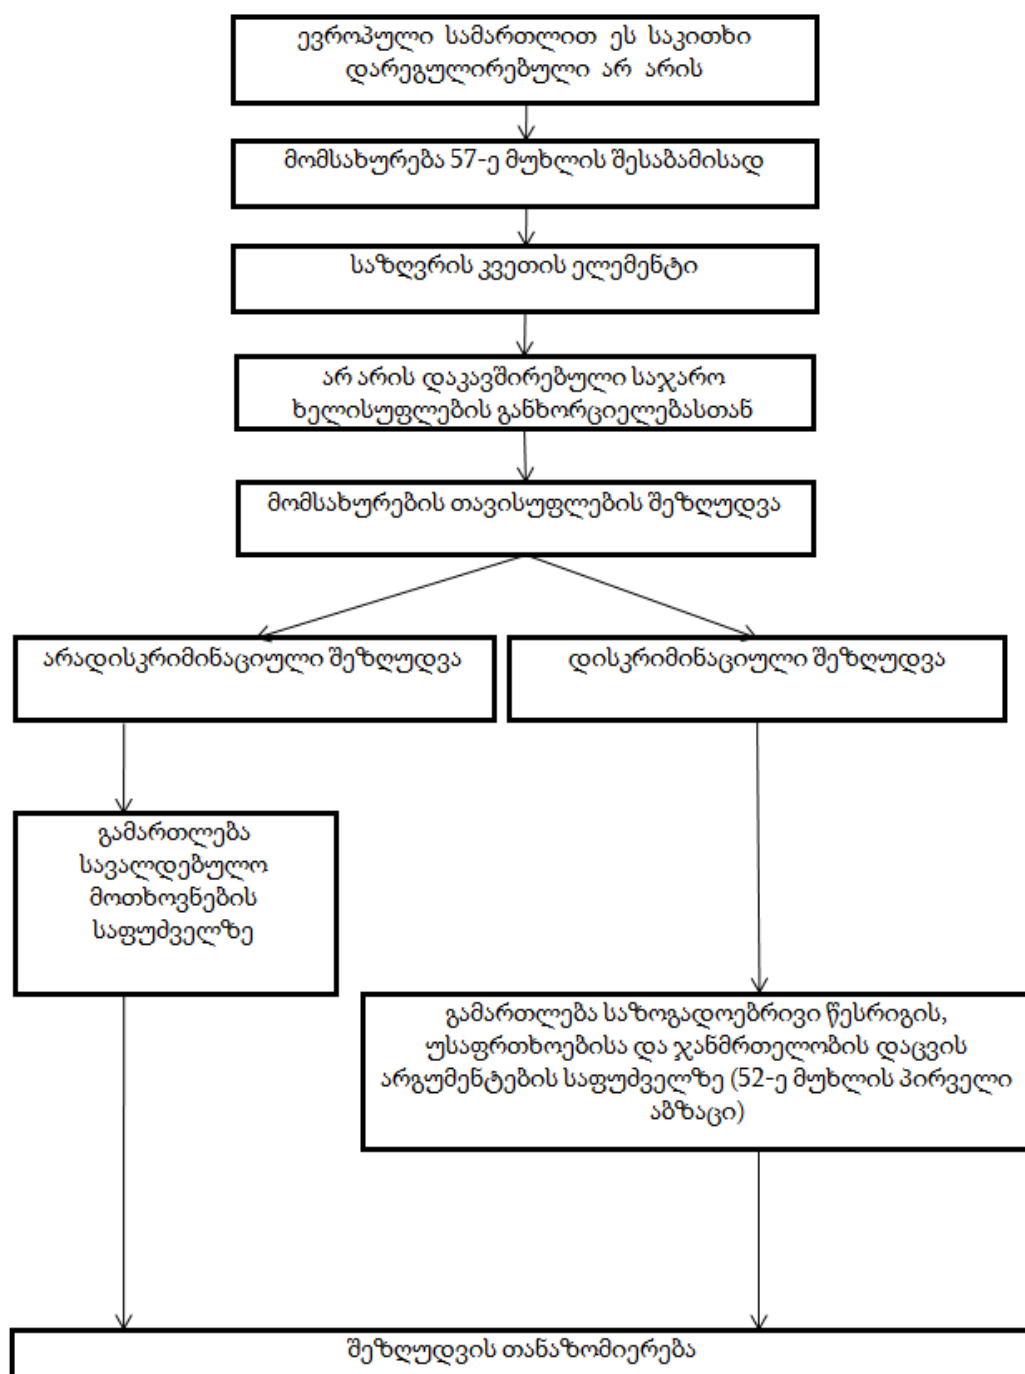 ევროპული სამართლით ეს საკითხი
დარეგულირებული არ არის
მომსახურება 57-ე მუხლის შესაბამისად
საზღვრის კვეთის ელემენტი
არ არის დაკავშირებული საჯარო
ხელისუფლების განხორციელებასთან
მომსახურების თავისუფლების შეზღუდვა
არადისკრიმინაციული შეზღუდვა
დისკრიმინაციული შეზღუდვა
გამართლება
სავალდებულო
მოთხოვნების
საფუძველზე
გამართლება საზოგადოებრივი წესრიგის,
უსაფრთხოებისა და ჯანმრთელობის დაცვის
არგუმენტების საფუძველზე (52-ე მუხლის პირველი
აბზაცი)
შეზღუდვის თანაზომიერება